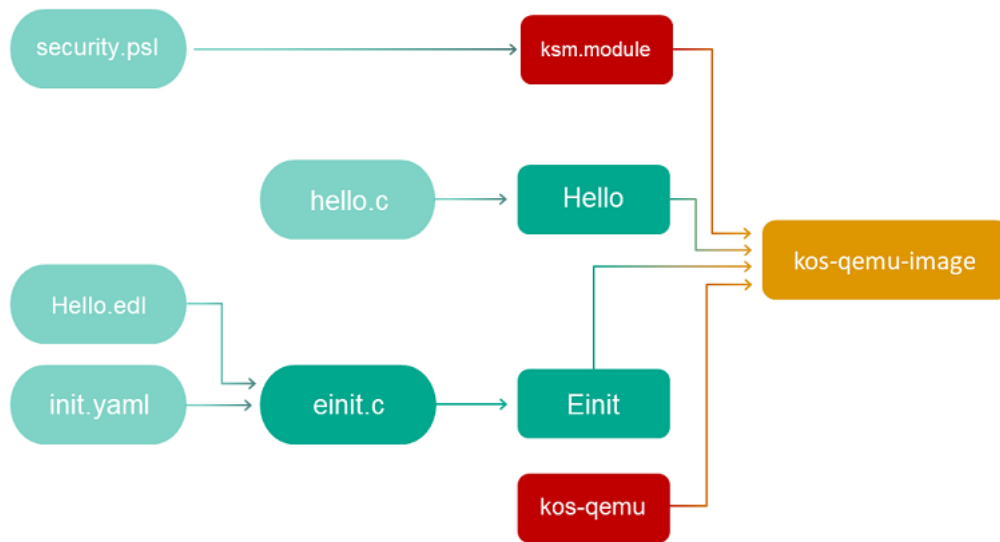 security.psl
ksm.module
hello.c
Hello
kos-qemu-image
Hello.edl
init.yaml
einit.c
Einit
kos-qemu